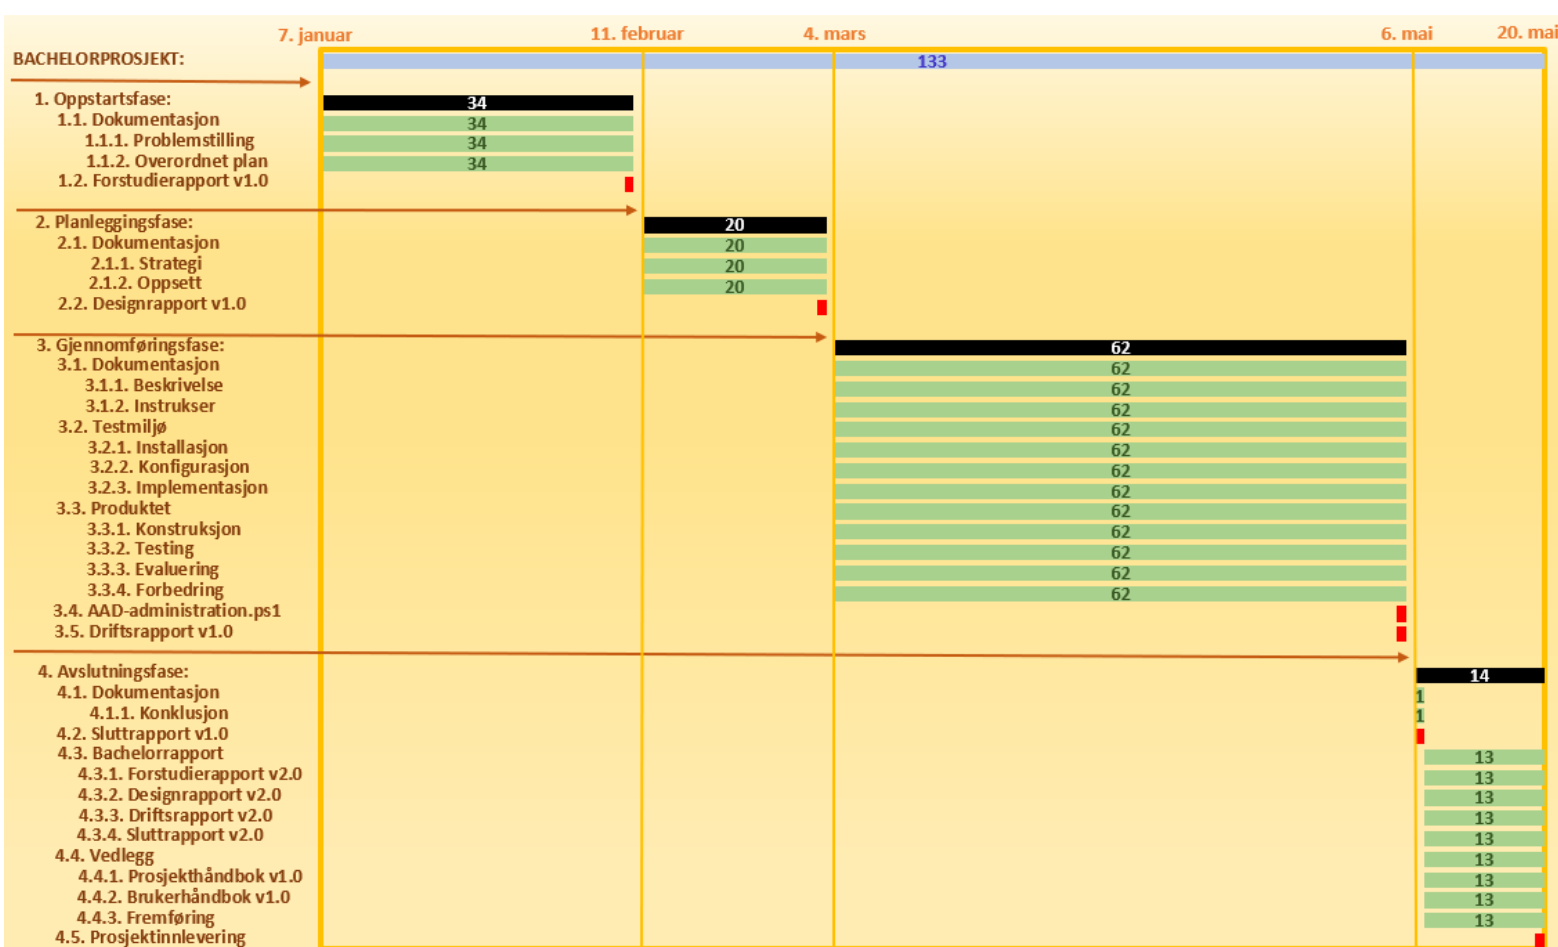 7. januar 11. februar 4. mars 6. mai 20. mai
BACHELORPROSJEKT: 133
1. Oppstartsfase: 34
1.1. Dokumentasjon 34
1.1.1. Problemstilling 34
1.1.2. Overordnet plan 34
1.2. Forstudierapport v1.0
2. Planleggingsfase: 20
2.1. Dokumentasjon 20
2.1.1. Strategi 20
2.1.2. Oppsett 20
2.2. Designrapport v1.0
3. Gjennomføringsfase: 62
3.1. Dokumentasjon 62
3.1.1. Beskrivelse 62
3.1.2. Instrukser 62
3.2. Testmiljø 62
3.2.1. Installasjon 62
3.2.2. Konfigurasjon 62
3.2.3. Implementasjon 62
3.3. Produktet 62
3.3.1. Konstruksjon 62
3.3.2. Testing 62
3.3.3. Evaluering 62
3.3.4. Forbedring 62
3.4. AAD-administration.ps1
3.5. Driftsrapport v1.0
4. Avslutningsfase: 14
4.1. Dokumentasjon 1
4.1.1. Konklusjon 1
4.2. Sluttrapport v1.0
4.3. Bachelorrapport 13
4.3.1. Forstudierapport v2.0 13
4.3.2. Designrapport v2.0 13
4.3.3. Driftsrapport v2.0 13
4.3.4. Sluttrapport v2.0 13
4.4. Vedlegg 13
4.4.1. Prosjekthåndbok v1.0 13
4.4.2. Brukerhåndbok v1.0 13
4.4.3. Fremføring 13
4.5. Prosjektinnlevering